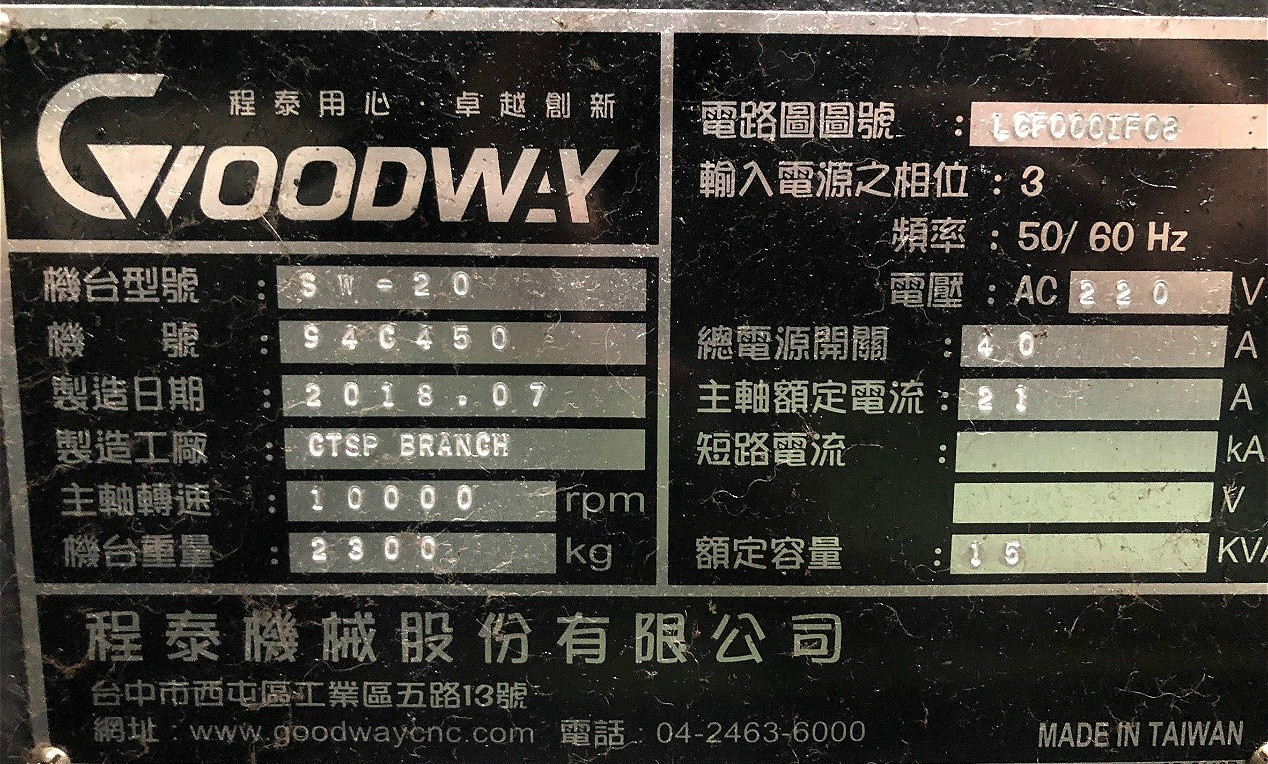 程泰用心·卓越創新
GOODWAY
機台型號 : SW-20
機 號 : S4C450
製造日期 : 2018.07
製造工廠 : CTSP BRANCH
主軸轉速 : 10000 rpm
機台重量 : 2300 kg
電路圖圖號 :
輸入電源之相位 : 3
頻率 : 50/60 Hz
電壓 : AC 220 V
總電源開關 : 40 A
主軸額定電流 : 21 A
短路電流 : kA
V
額定容量 : KVA
程泰機械股份有限公司
台中市西屯區工業區五路13號
網址 : www.goodwaycnc.com 電話 : 04-2463-6000
MADE IN TAIWAN